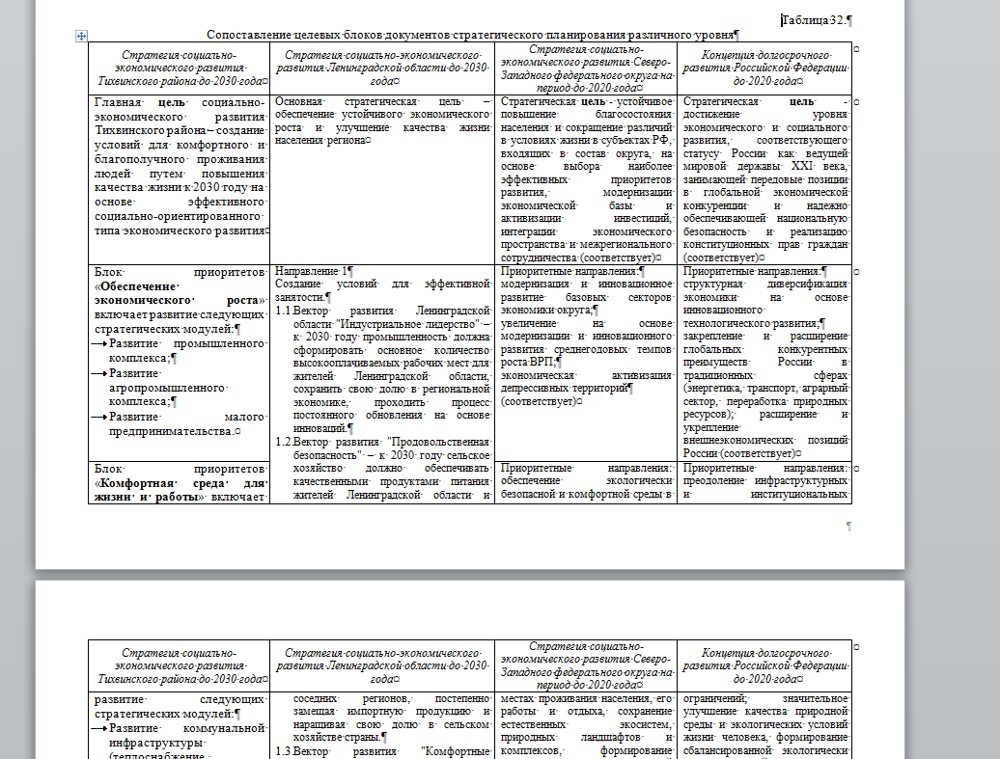 Таблица 32.
Сопоставление целевых блоков документов стратегического планирования различного уровня
Стратегия социально-
экономического развития
Тихвинского района до 2030 года
Стратегия социально-экономического
развития Ленинградской области до 2030
года
Стратегия социально-
экономического развития Северо-
Западного федерального округа на
период до 2020 года
Концепция долгосрочного
развития Российской Федерации
до 2020 года
Главная цель социально-
экономического развития
Тихвинского района – создание
условий для комфортного и
благополучного проживания
людей путем повышения
качества жизни к 2030 году на
основе эффективного
социально-ориентированного
типа экономического развития
Основная стратегическая цель –
обеспечение устойчивого экономического
роста и улучшение качества жизни
населения региона
Стратегическая цель - устойчивое
повышение благосостояния
населения и сокращение различий
в условиях жизни в субъектах РФ,
входящих в состав округа, на
основе выбора наиболее
эффективных приоритетов
развития, модернизации
экономической базы и
активизации инвестиций,
интеграции экономического
пространства и межрегионального
сотрудничества (соответствует)
Стратегическая цель -
достижение уровня
экономического и социального
развития, соответствующего
статусу России как ведущей
мировой державы XXI века,
занимающей передовые позиции
в глобальной экономической
конкуренции и надежно
обеспечивающей национальную
безопасность и реализацию
конституционных прав граждан
(соответствует)
Блок приоритетов
«Обеспечение
экономического роста»
включает развитие следующих
стратегических модулей:
Развитие промышленного
комплекса;
Развитие
агропромышленного
комплекса;
Развитие малого
предпринимательства.
Направление 1
Создание условий для эффективной
занятости.
1.1.Вектор развития Ленинградской
области "Индустриальное лидерство" –
к 2030 году промышленность должна
сформировать основное количество
высокооплачиваемых рабочих мест для
жителей Ленинградской области,
сохранить свою долю в региональной
экономике, проходить процесс
постоянного обновления на основе
инноваций.
1.2.Вектор развития "Продовольственная
безопасность" – к 2030 году сельское
хозяйство должно обеспечивать
качественными продуктами питания
жителей Ленинградской области и
Приоритетные направления:
модернизация и инновационное
развитие базовых секторов
экономики округа;
увеличение на основе
модернизации и инновационного
развития среднегодовых темпов
роста ВРП;
экономическая активизация
депрессивных территорий
(соответствует)
Приоритетные направления:
структурная диверсификация
экономики на основе
инновационного
технологического развития;
закрепление и расширение
глобальных конкурентных
преимуществ России в
традиционных сферах
(энергетика, транспорт, аграрный
сектор, переработка природных
ресурсов); расширение и
укрепление
внешнеэкономических позиций
России (соответствует)
Блок приоритетов
«Комфортная среда для
жизни и работы» включает
Приоритетные направления:
обеспечение экологически
безопасной и комфортной среды в
Приоритетные направления:
преодоление инфраструктурных
и институциональных
Стратегия социально-
экономического развития
Тихвинского района до 2030 года
Стратегия социально-экономического
развития Ленинградской области до 2030
года
Стратегия социально-
экономического развития Северо-
Западного федерального округа на
период до 2020 года
Концепция долгосрочного
развития Российской Федерации
до 2020 года
развитие следующих
стратегических модулей:
Развитие коммунальной
инфраструктуры
(теплоснабжение,
соседних регионов, постепенно
замещая импортную продукцию и
наращивая свою долю в сельском
хозяйстве страны.
1.3.Вектор развития "Комфортные
местах проживания населения, его
работы и отдыха, сохранение
естественных экосистем,
природных ландшафтов и
комплексов, формирование
ограничений; значительное
улучшение качества природной
среды и экологических условий
жизни человека, формирование
сбалансированной экологически